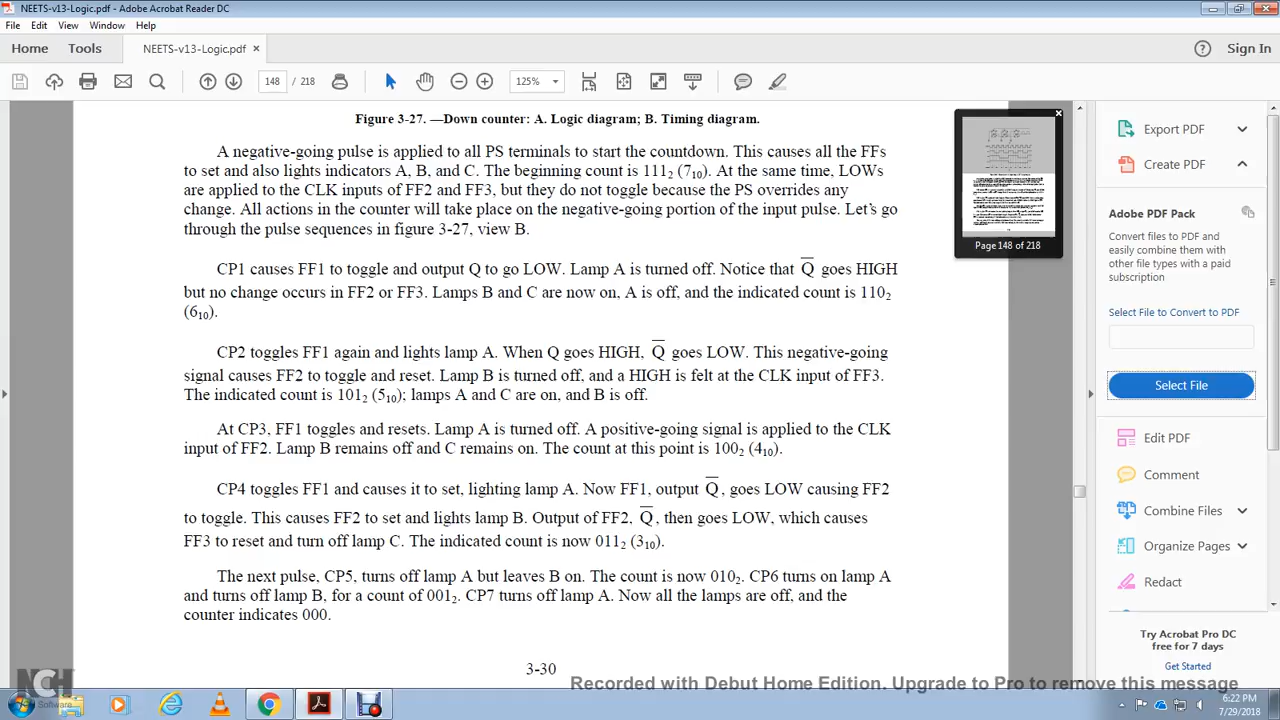 NEETS-v13-Logic.pdf - Adobe Acrobat Reader DC
File Edit View Window Help
Home Tools NEETS-v13-Logic.pdf × Sign In
148 / 218 125%
Figure 3-27. —Down counter: A. Logic diagram; B. Timing diagram.
A negative-going pulse is applied to all PS terminals to start the countdown. This causes all the FFs
to set and also lights indicators A, B, and C. The beginning count is 111₂ (7₁₀). At the same time, LOWs
are applied to the CLK inputs of FF2 and FF3, but they do not toggle because the PS overrides any
change. All actions in the counter will take place on the negative-going portion of the input pulse. Let's go
through the pulse sequences in figure 3-27, view B.
CP1 causes FF1 to toggle and output Q to go LOW. Lamp A is turned off. Notice that Q̅ goes HIGH
but no change occurs in FF2 or FF3. Lamps B and C are now on, A is off, and the indicated count is 110₂
(6₁₀).
CP2 toggles FF1 again and lights lamp A. When Q goes HIGH, Q̅ goes LOW. This negative-going
signal causes FF2 to toggle and reset. Lamp B is turned off, and a HIGH is felt at the CLK input of FF3.
The indicated count is 101₂ (5₁₀); lamps A and C are on, and B is off.
At CP3, FF1 toggles and resets. Lamp A is turned off. A positive-going signal is applied to the CLK
input of FF2. Lamp B remains off and C remains on. The count at this point is 100₂ (4₁₀).
CP4 toggles FF1 and causes it to set, lighting lamp A. Now FF1, output Q̅, goes LOW causing FF2
to toggle. This causes FF2 to set and lights lamp B. Output of FF2, Q̅, then goes LOW, which causes
FF3 to reset and turn off lamp C. The indicated count is now 011₂ (3₁₀).
The next pulse, CP5, turns off lamp A but leaves B on. The count is now 010₂. CP6 turns on lamp A
and turns off lamp B, for a count of 001₂. CP7 turns off lamp A. Now all the lamps are off, and the
counter indicates 000.
3-30
Page 148 of 218
Export PDF
Create PDF
Adobe PDF Pack
Convert files to PDF and
easily combine them with
other file types with a paid
subscription
Select File to Convert to PDF
Select File
Edit PDF
Comment
Combine Files
Organize Pages
Redact
Try Acrobat Pro DC
free for 7 days
Get Started
NCH
Software
Recorded with Debut Home Edition. Upgrade to Pro to remove this message
6:22 PM
7/29/2018